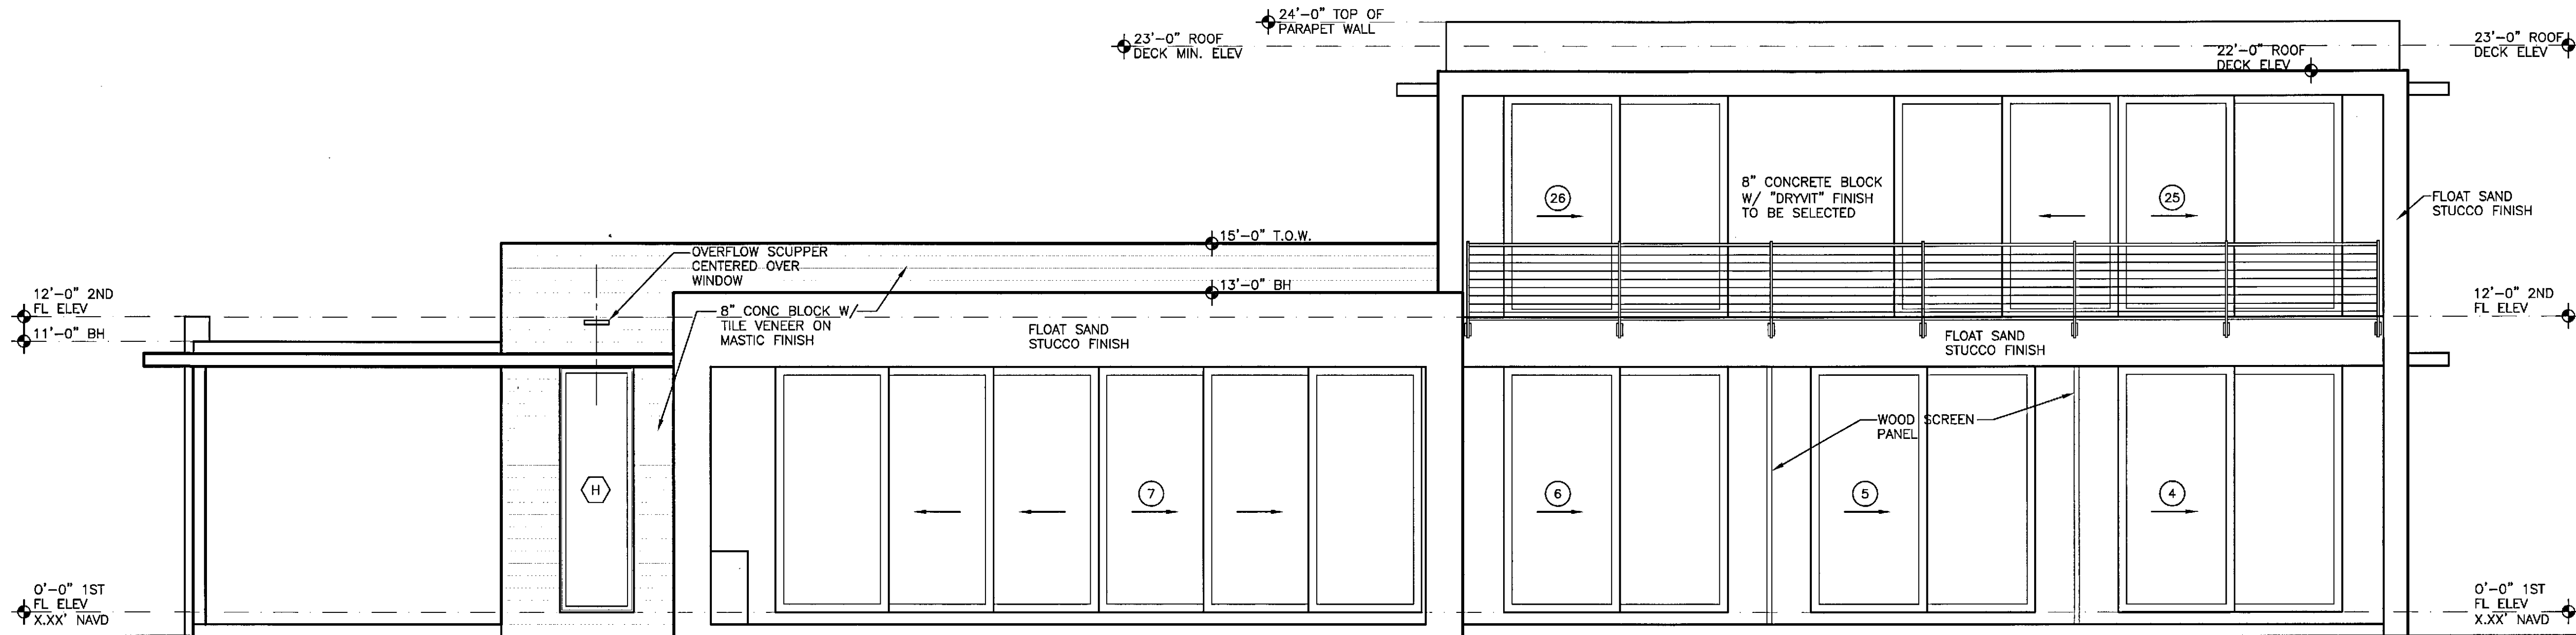 24'-0" TOP OF
PARAPET WALL
23'-0" ROOF
DECK MIN. ELEV
22'-0" ROOF
DECK ELEV
23'-0" ROOF
DECK ELEV
26
8" CONCRETE BLOCK
W/ "DRYVIT" FINISH
TO BE SELECTED
25
FLOAT SAND
STUCCO FINISH
15'-0" T.O.W.
OVERFLOW SCUPPER
CENTERED OVER
WINDOW
13'-0" BH
12'-0" 2ND
FL ELEV
11'-0" BH
8" CONC BLOCK W/
TILE VENEER ON
MASTIC FINISH
FLOAT SAND
STUCCO FINISH
FLOAT SAND
STUCCO FINISH
12'-0" 2ND
FL ELEV
WOOD SCREEN
PANEL
H
7
6
5
4
0'-0" 1ST
FL ELEV
X.XX' NAVD
0'-0" 1ST
FL ELEV
X.XX' NAVD